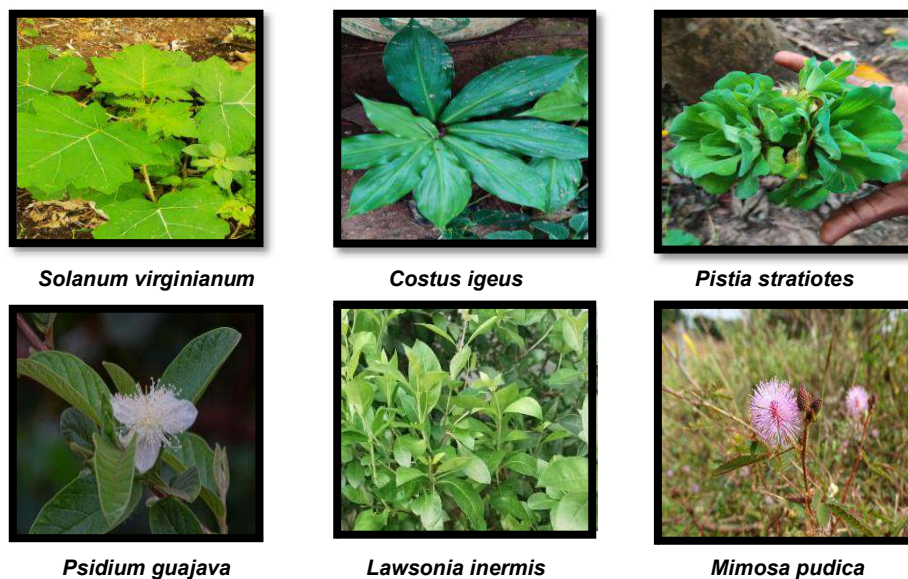 Solanum virginianum
Costus igeus
Pistia stratiotes
Psidium guajava
Lawsonia inermis
Mimosa pudica